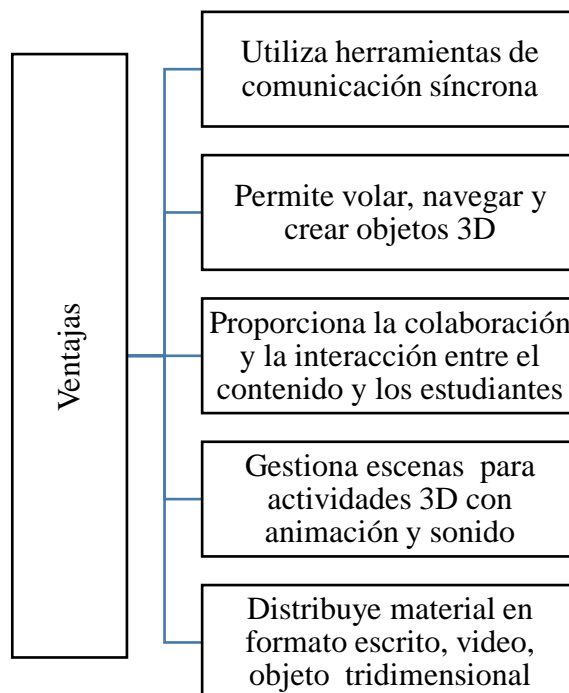 Ventajas
Utiliza herramientas de
comunicación síncrona
Permite volar, navegar y
crear objetos 3D
Proporciona la colaboración
y la interacción entre el
contenido y los estudiantes
Gestiona escenas para
actividades 3D con
animación y sonido
Distribuye material en
formato escrito, video,
objeto tridimensional